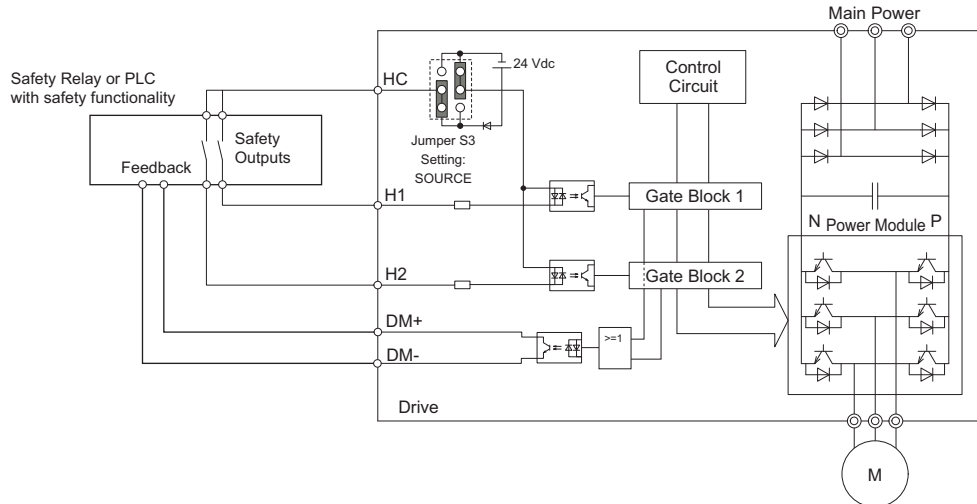 Main Power
Safety Relay or PLC
with safety functionality
HC
24 Vdc
Control
Circuit
Jumper S3
Setting:
SOURCE
Safety
Outputs
Feedback
H1
Gate Block 1
N Power Module P
H2
Gate Block 2
DM+
>=1
DM-
Drive
M